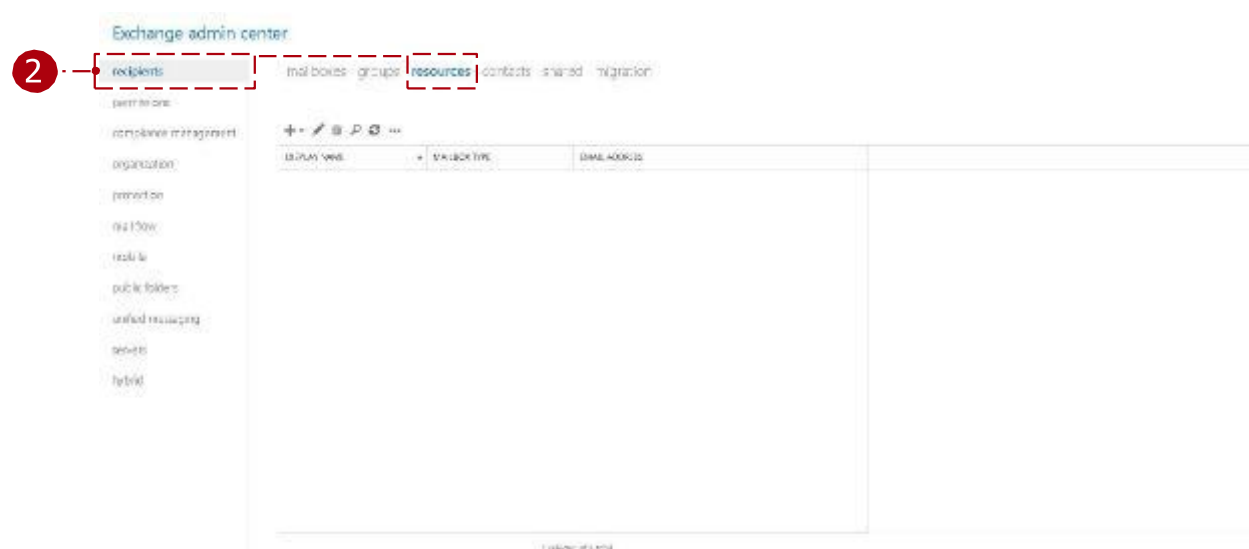 Exchange admin center
2
recipients
mailboxes groups resources contacts shared migration
permissions
compliance management
organization
protection
mail flow
mobile
public folders
unified messaging
servers
hybrid
DISPLAY NAME MAILBOX TYPE EMAIL ADDRESS